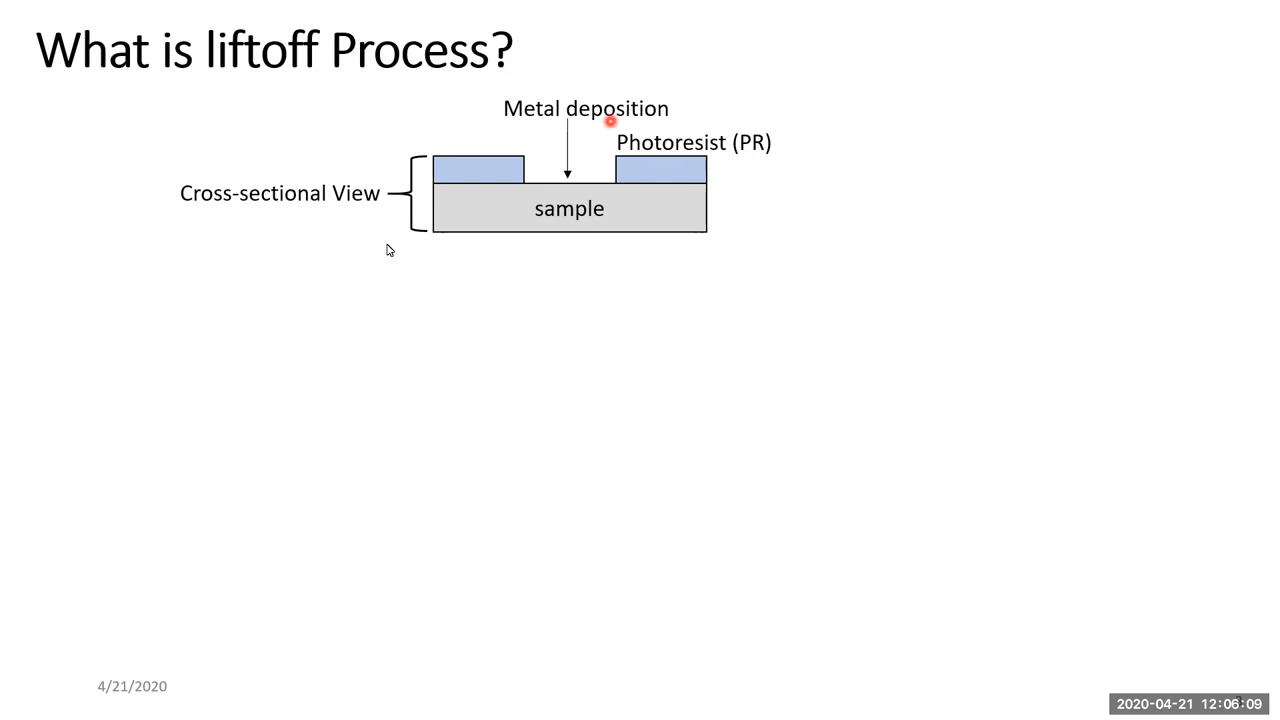 What is liftoff Process?
Metal deposition
Photoresist (PR)
Cross-sectional View
sample
4/21/2020
2020-04-21 12:06:09